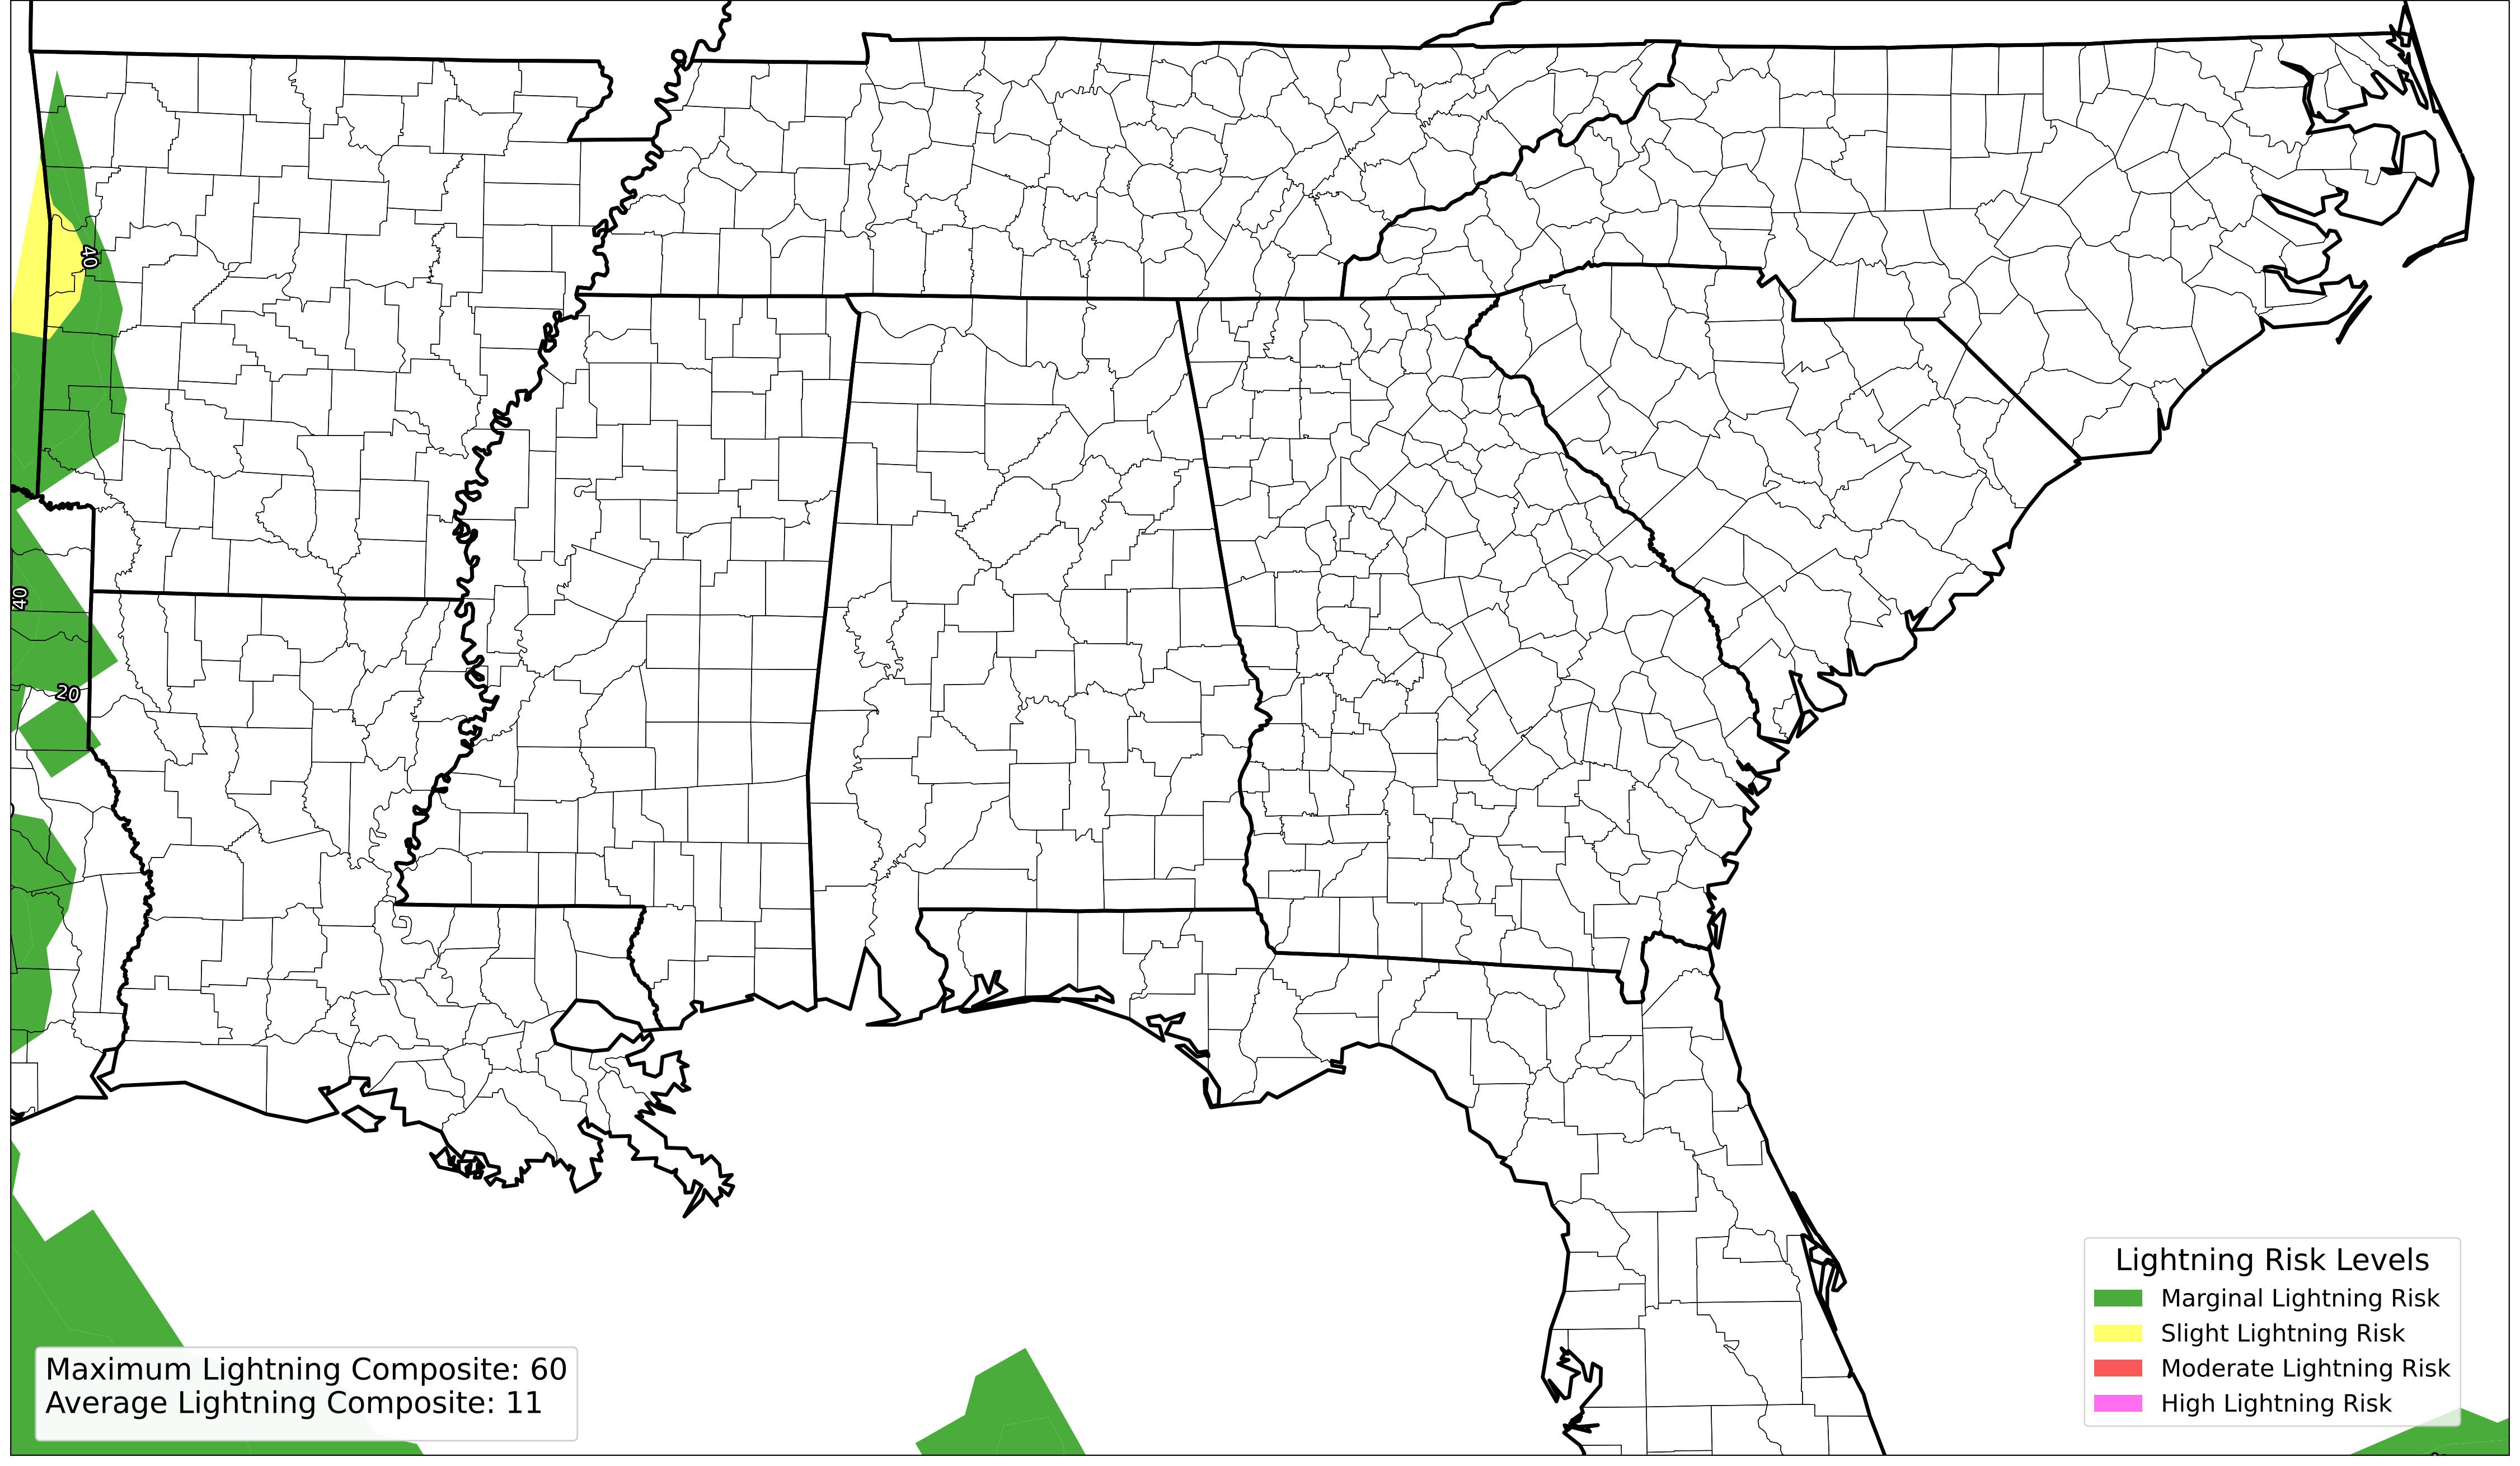 40
40
20
Lightning Risk Levels
Marginal Lightning Risk
Slight Lightning Risk
Moderate Lightning Risk
High Lightning Risk
Maximum Lightning Composite: 60
Average Lightning Composite: 11